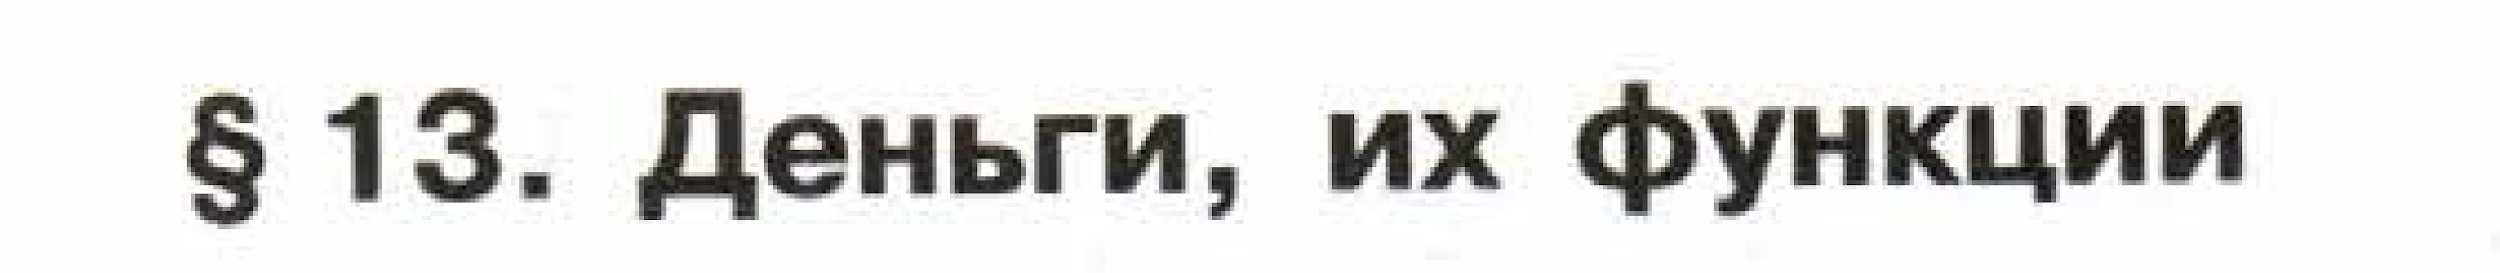 § 13. Деньги, их функции